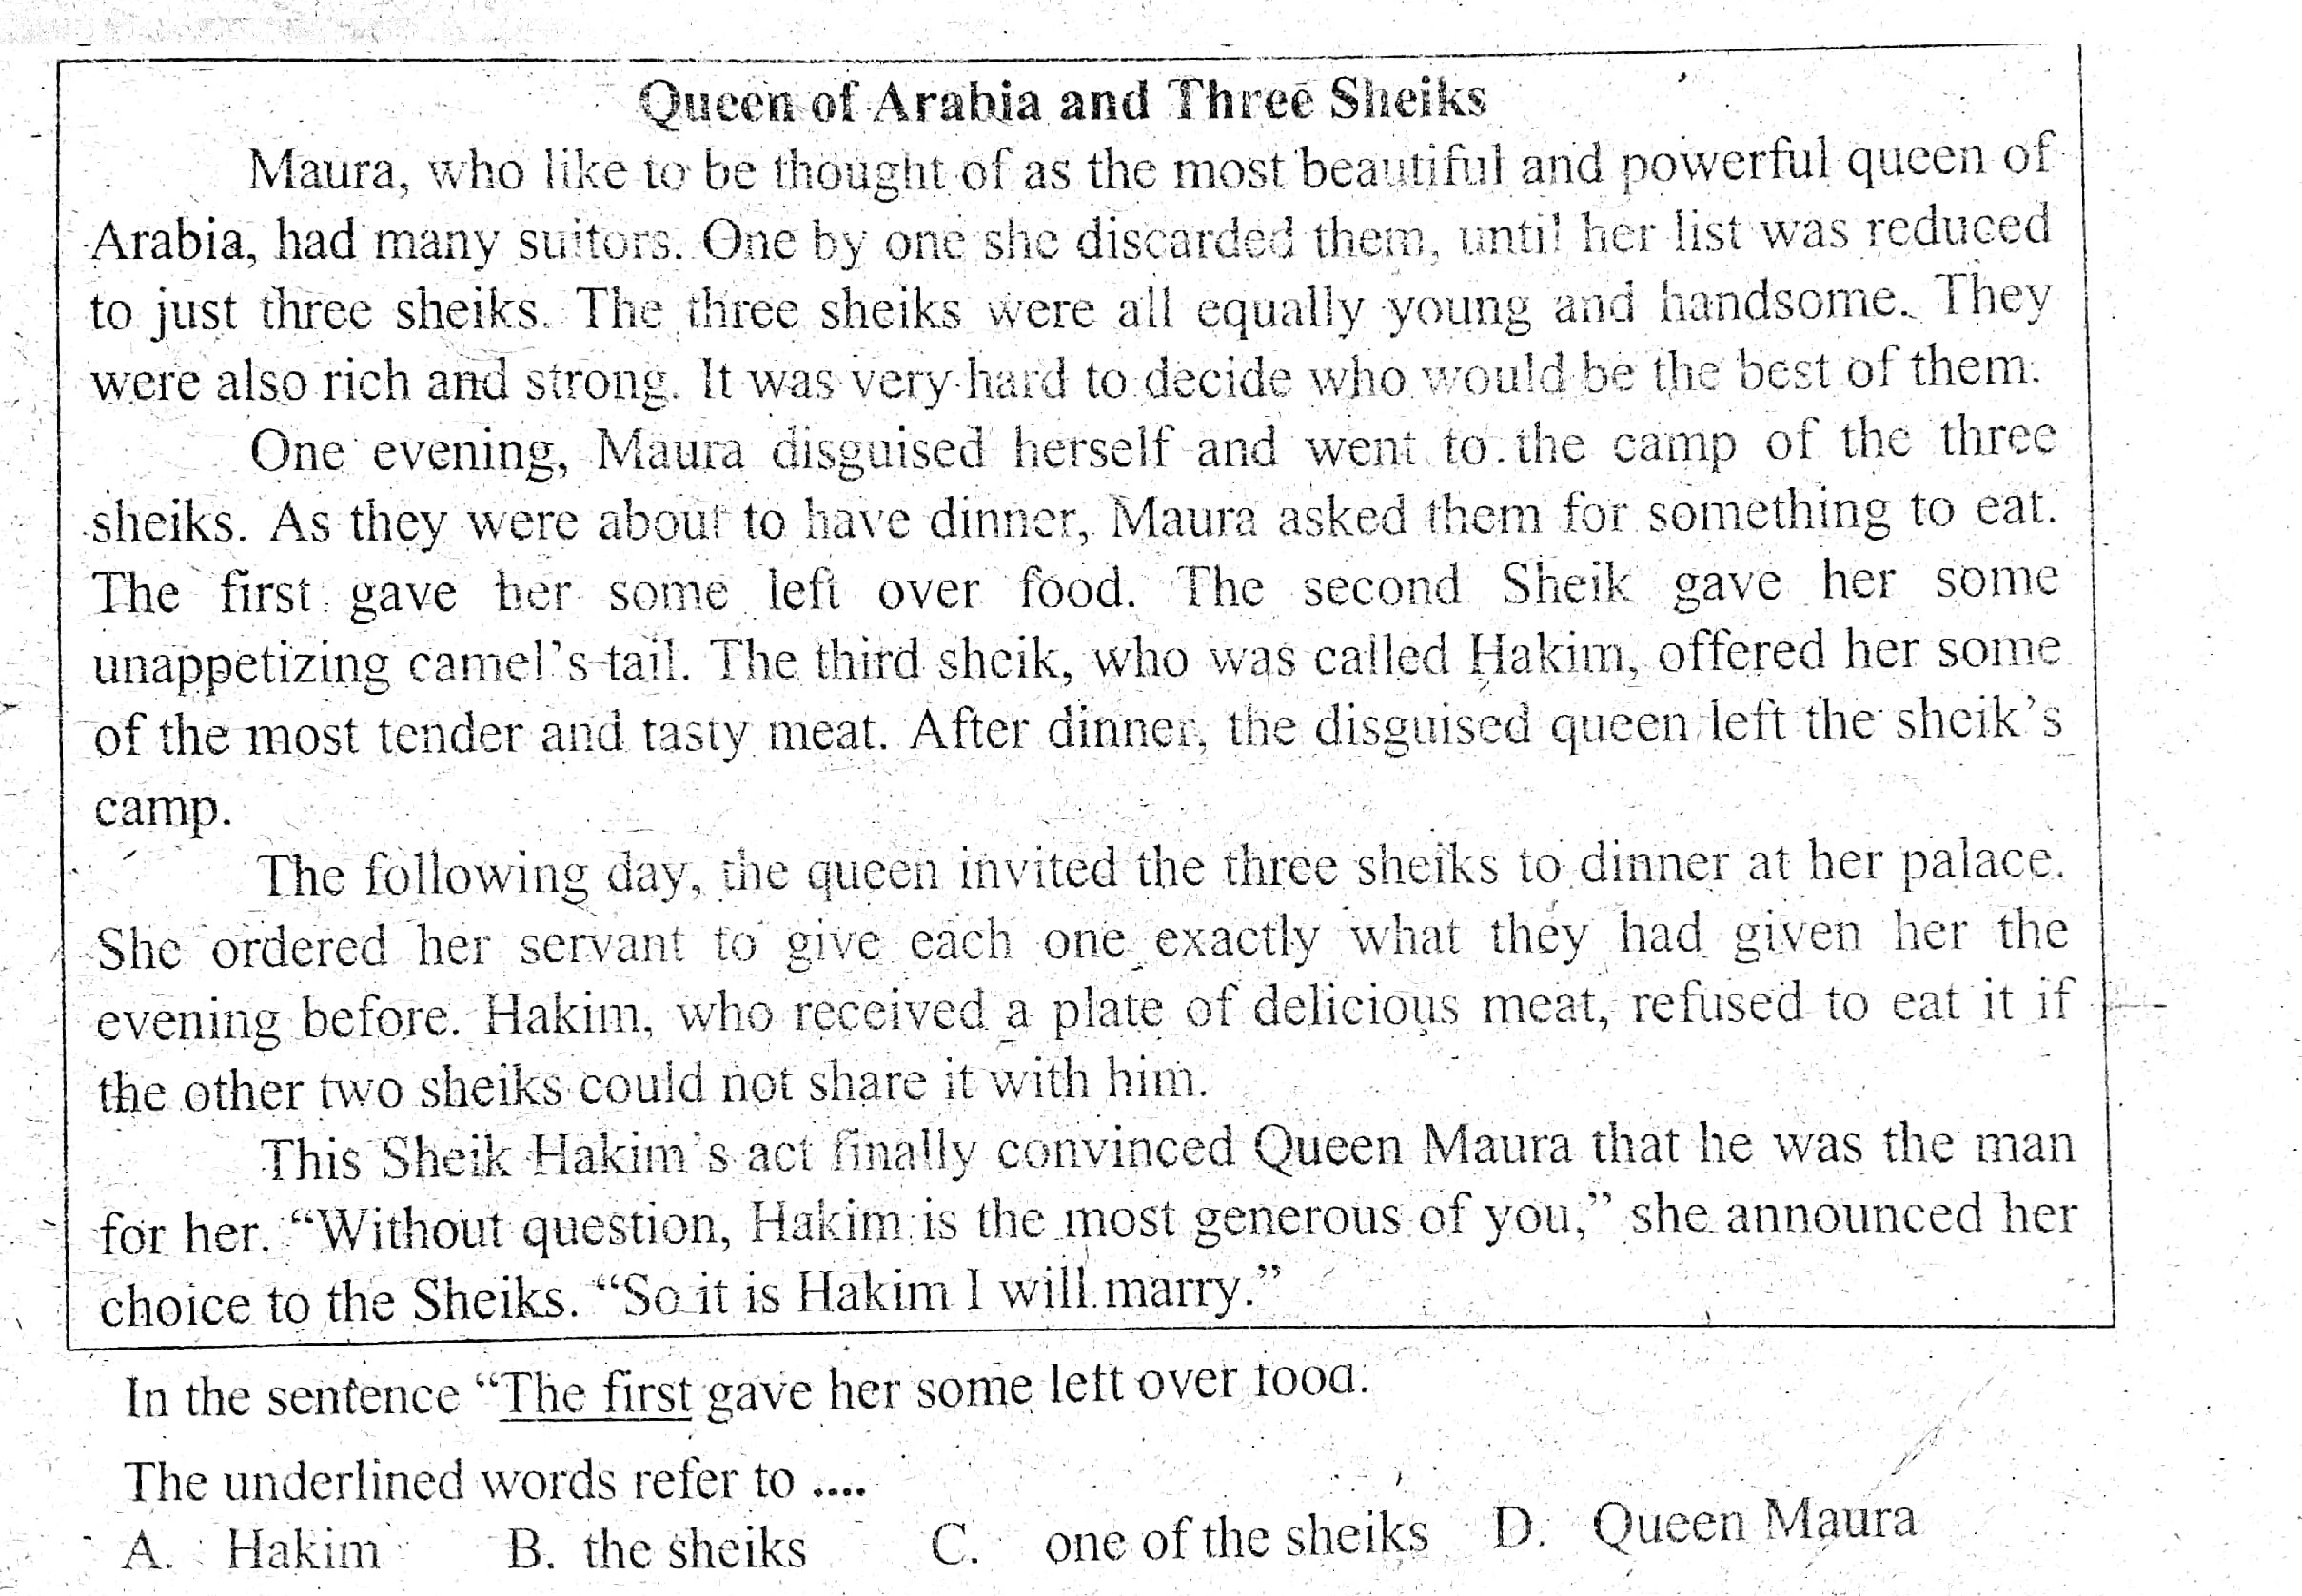 Queen of Arabia and Three Sheiks
Maura, who like to be thought of as the most beautiful and powerful queen of
Arabia, had many suitors. One by one she discarded them, until her list was reduced
to just three sheiks. The three sheiks were all equally young and handsome. They
were also rich and strong. It was very hard to decide who would be the best of them.
One evening, Maura disguised herself and went to the camp of the three
sheiks. As they were about to have dinner, Maura asked them for something to eat.
The first gave her some left over food. The second Sheik gave her some
unappetizing camel's tail. The third sheik, who was called Hakim, offered her some
of the most tender and tasty meat. After dinner, the disguised queen left the sheik's
camp.
The following day, the queen invited the three sheiks to dinner at her palace.
She ordered her servant to give each one exactly what they had given her the
evening before. Hakim, who received a plate of delicious meat, refused to eat it if
the other two sheiks could not share it with him.
This Sheik Hakim's act finally convinced Queen Maura that he was the man
for her. “Without question, Hakim is the most generous of you,” she announced her
choice to the Sheiks. “So it is Hakim I will marry.”
In the sentence “The first gave her some left over food.
The underlined words refer to ....
A. Hakim B. the sheiks C. one of the sheiks D. Queen Maura